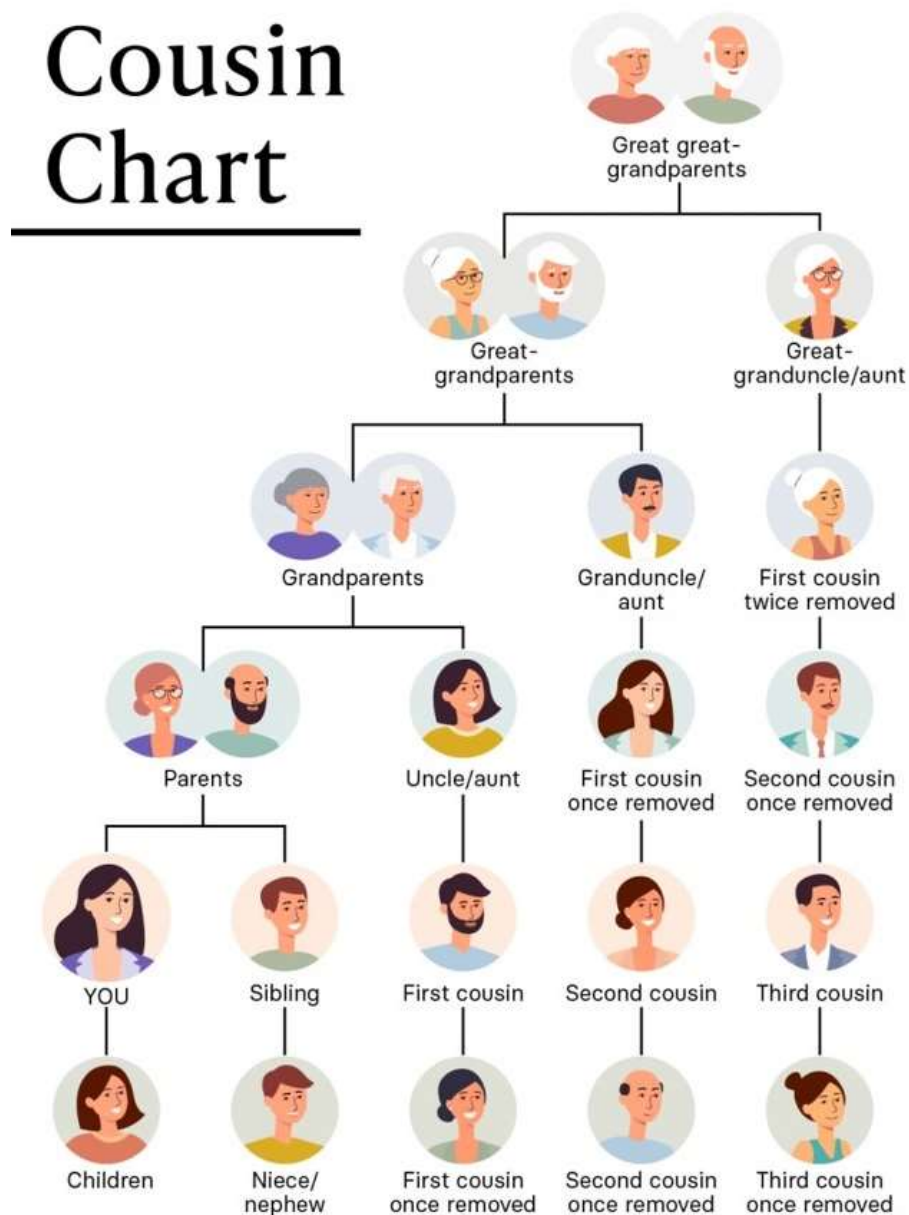 Cousin
Chart
Great great-
grandparents
Great-
grandparents
Great-
granduncle/aunt
Grandparents
Granduncle/
aunt
First cousin
twice removed
Parents
Uncle/aunt
First cousin
once removed
Second cousin
once removed
YOU
Sibling
First cousin
Second cousin
Third cousin
Children
Niece/
nephew
First cousin
once removed
Second cousin
once removed
Third cousin
once removed